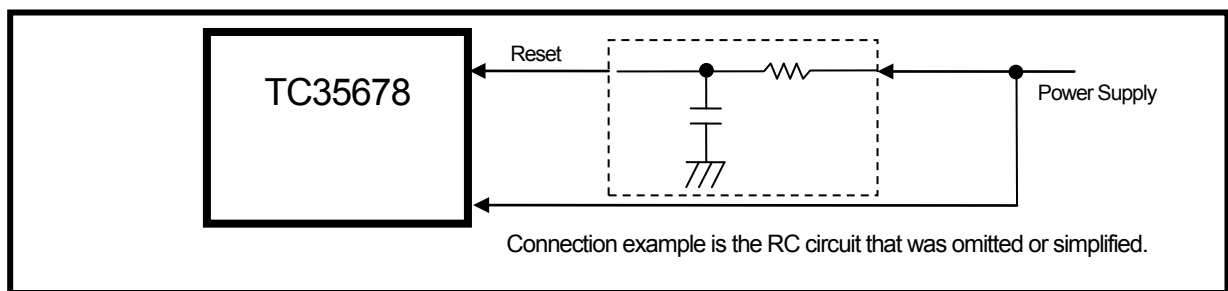 Reset
TC35678
Power Supply
Connection example is the RC circuit that was omitted or simplified.